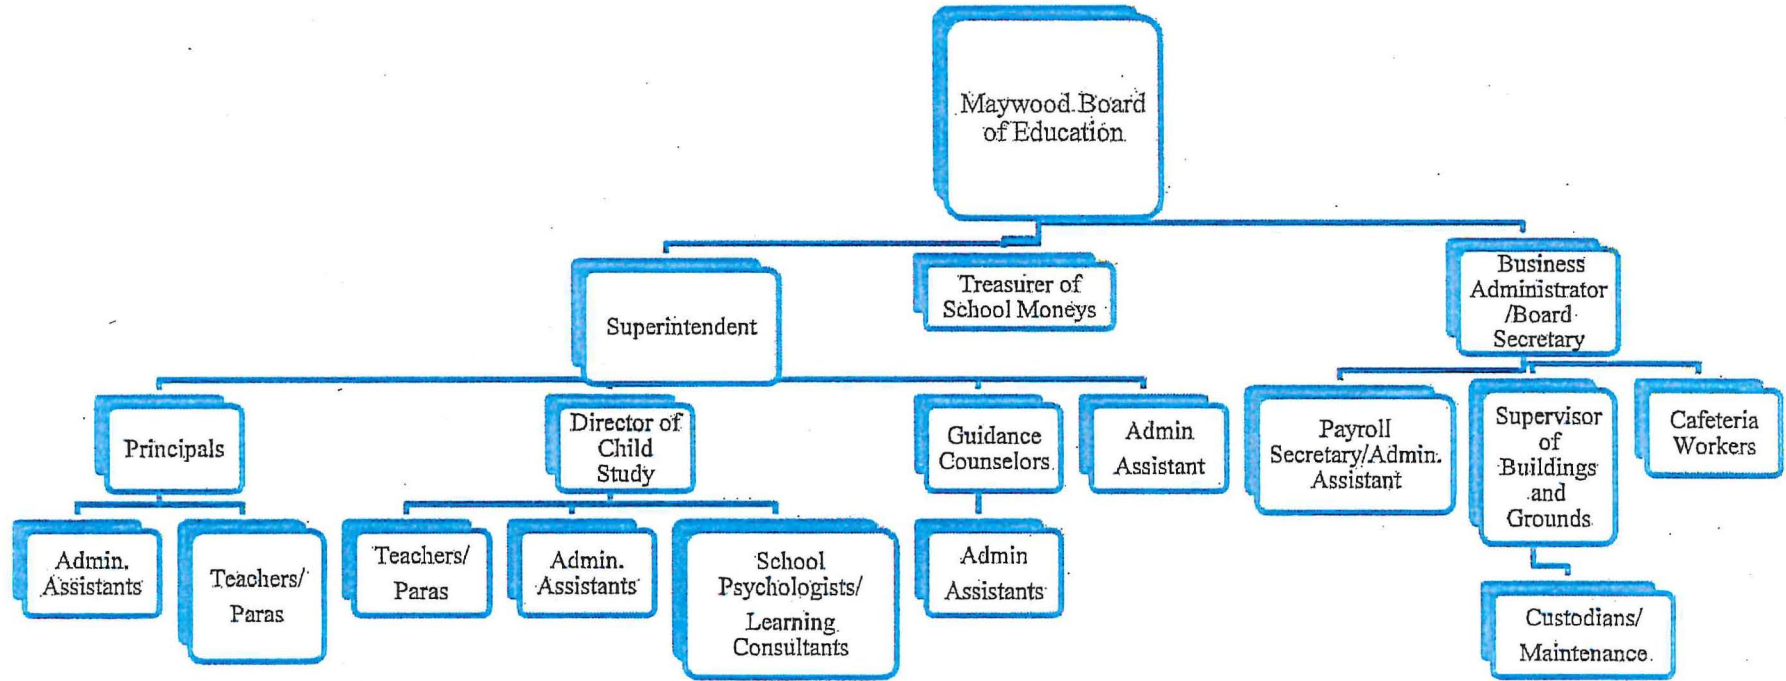 Maywood Board
of Education
Superintendent
Treasurer of
School Moneys
Business
Administrator
/Board
Secretary
Principals
Director of
Child
Study
Guidance
Counselors
Admin
Assistant
Payroll
Secretary/Admin.
Assistant
Supervisor
of
Buildings
and
Grounds
Cafeteria
Workers
Admin.
Assistants
Teachers/
Paras
Teachers/
Paras
Admin.
Assistants
School
Psychologists/
Learning
Consultants
Admin
Assistants
Custodians/
Maintenance